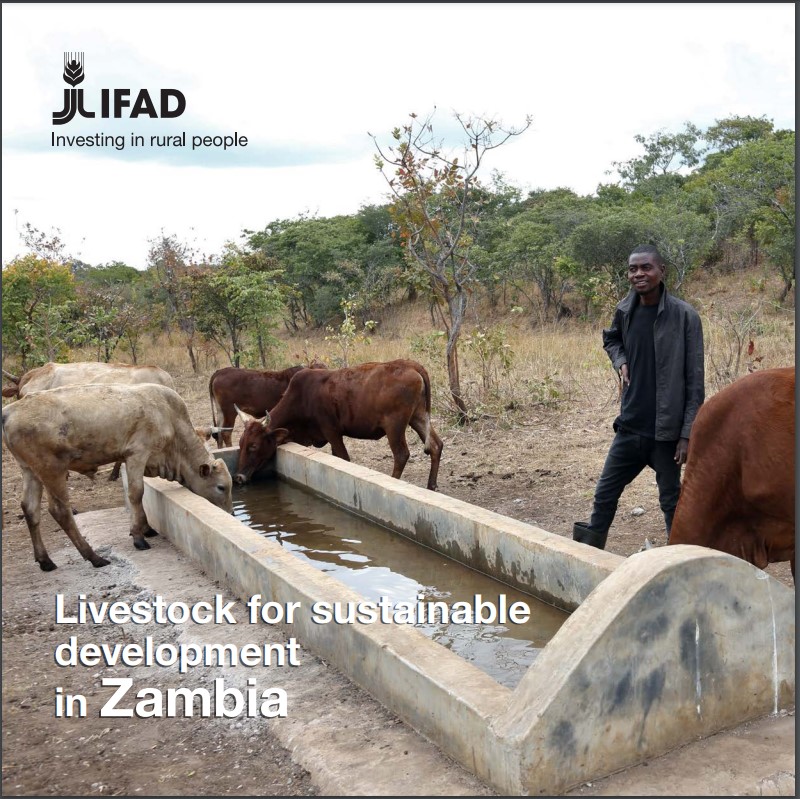 IFAD
Investing in rural people
Livestock for sustainable
development
in Zambia